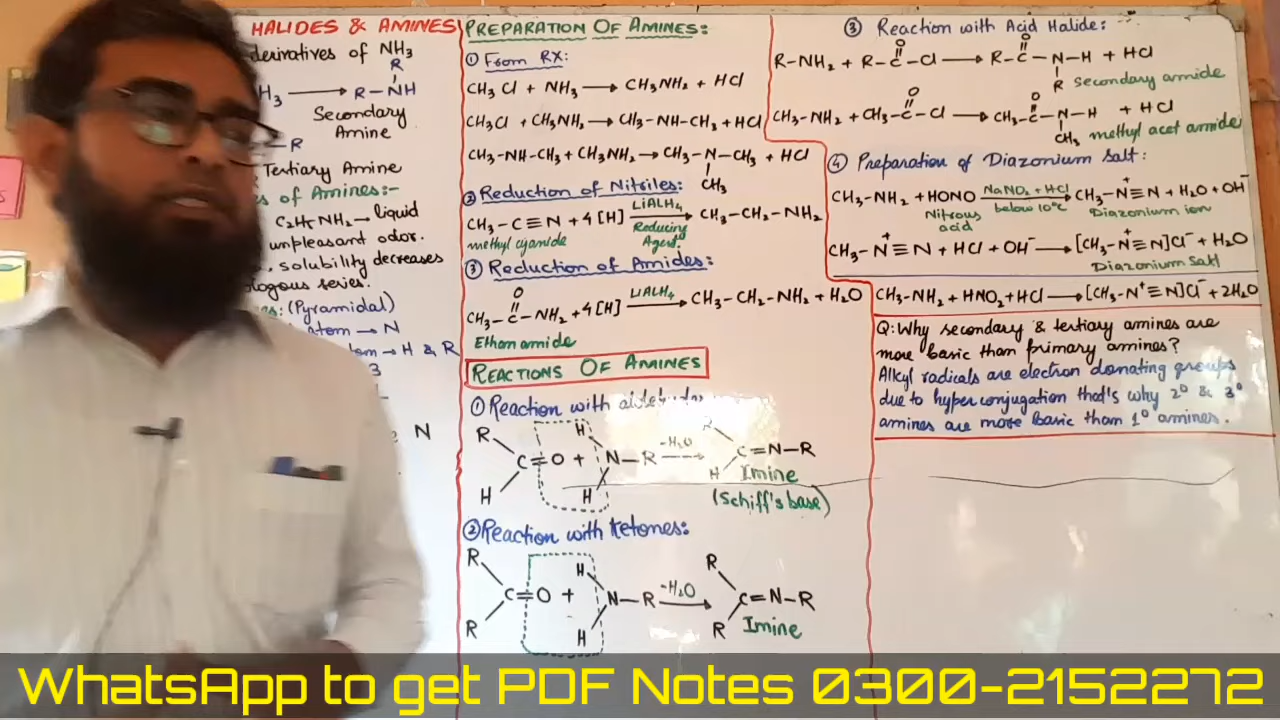 HALIDES & AMINES
derivatives of NH₃
R
H₃ → R-NH
Secondary
Amine
R
Tertiary Amine
of Amines:-
C₂H₅NH₂ → liquid
unpleasant odor.
, solubility decreases
series.
(Pyramidal)
atom → N
→ H & R
3
N
PREPARATION OF AMINES:
① From RX:
CH₃Cl + NH₃ → CH₃NH₂ + HCl
CH₃Cl + CH₃NH₂ → CH₃-NH-CH₃ + HCl
CH₃-NH-CH₃ + CH₃NH₂ → CH₃-N-CH₃ + HCl
CH₃
② Reduction of Nitriles:
CH₃-C≡N + 4[H] LiAlH₄ → CH₃-CH₂-NH₂
methyl cyanide Reducing
Agent
③ Reduction of Amides:
O
CH₃-C-NH₂ + 4[H] LiAlH₄ → CH₃-CH₂-NH₂ + H₂O
Ethanamide
REACTIONS OF AMINES
① Reaction with
R H R
C=O + N-R -H₂O → C=N-R
H H H Imine
(Schiff's base)
② Reaction with Ketones:
R H R
C=O + N-R -H₂O → C=N-R
R H R Imine
③ Reaction with Acid Halide:
O O
R-NH₂ + R-C-Cl → R-C-N-H + HCl
R secondary amide
O O
CH₃-NH₂ + CH₃-C-Cl → CH₃-C-N-H + HCl
CH₃ methyl acet amide
④ Preparation of Diazonium Salt:
CH₃-NH₂ + HONO NaNO₂ + HCl → CH₃-N⁺≡N + H₂O + OH⁻
Nitrous below 10°C Diazonium ion
acid
CH₃-N⁺≡N + HCl + OH⁻ → [CH₃-N⁺≡N]Cl⁻ + H₂O
Diazonium salt
CH₃-NH₂ + HNO₂ + HCl → [CH₃-N⁺≡N]Cl⁻ + 2H₂O
Q: Why secondary & tertiary amines are
more basic than primary amines?
Alkyl radicals are electron donating groups
due to hyper conjugation that's why 2° & 3°
amines are more basic than 1° amines.
WhatsApp to get PDF Notes 0300-2152272